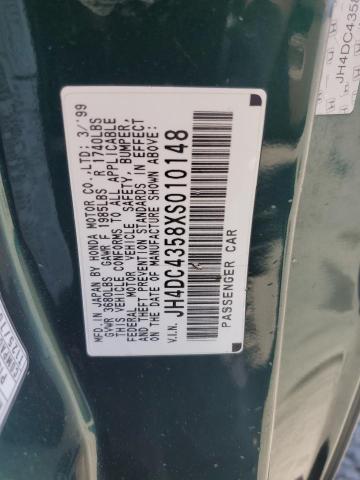 MFD.IN JAPAN BY HONDA MOTOR CO.,LTD: 3/'99
GVWR 3680LBS GAWR F 1985LBS R 1740LBS
THIS VEHICLE CONFORMS TO ALL APPLICABLE
FEDERAL MOTOR VEHICLE SAFETY, BUMPER,
AND THEFT PREVENTION STANDARDS IN EFFECT
ON THE DATE OF MANUFACTURE SHOWN ABOVE.
V.I.N. JH4DC4358XS010148
PASSENGER CAR
JH4DC4358